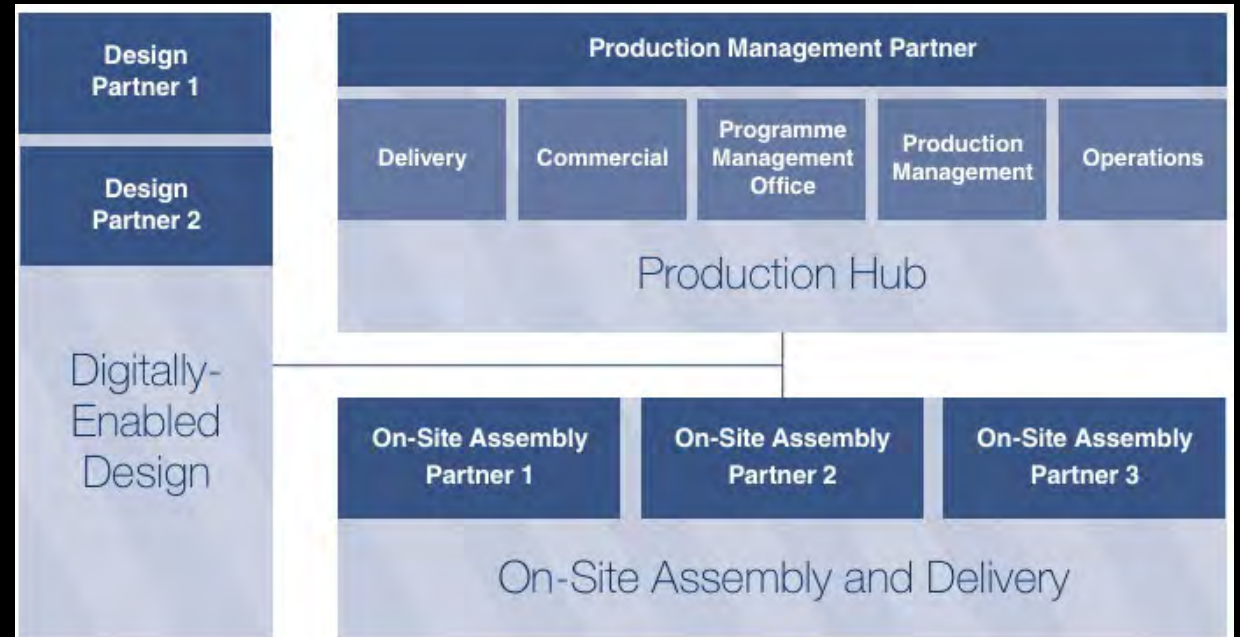 Design
Partner 1
Design
Partner 2
Digitally-
Enabled
Design
Production Management Partner
Delivery
Commercial
Programme
Management
Office
Production
Management
Operations
Production Hub
On-Site Assembly
Partner 1
On-Site Assembly
Partner 2
On-Site Assembly
Partner 3
On-Site Assembly and Delivery